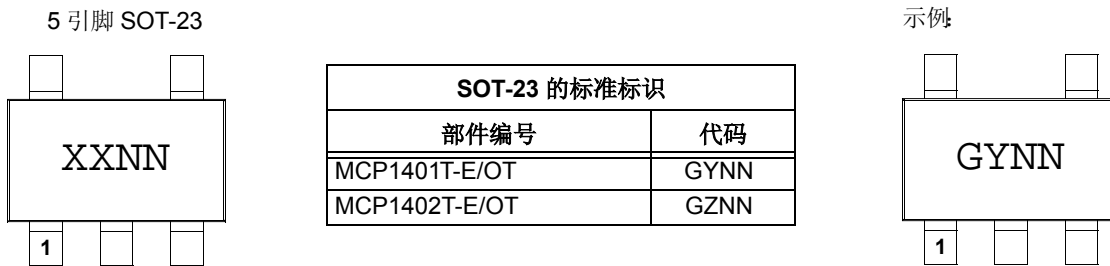 5 引脚 SOT-23
XXNN
1
SOT-23 的标准标识
部件编号 代码
MCP1401T-E/OT GYNN
MCP1402T-E/OT GZNN
示例:
GYNN
1